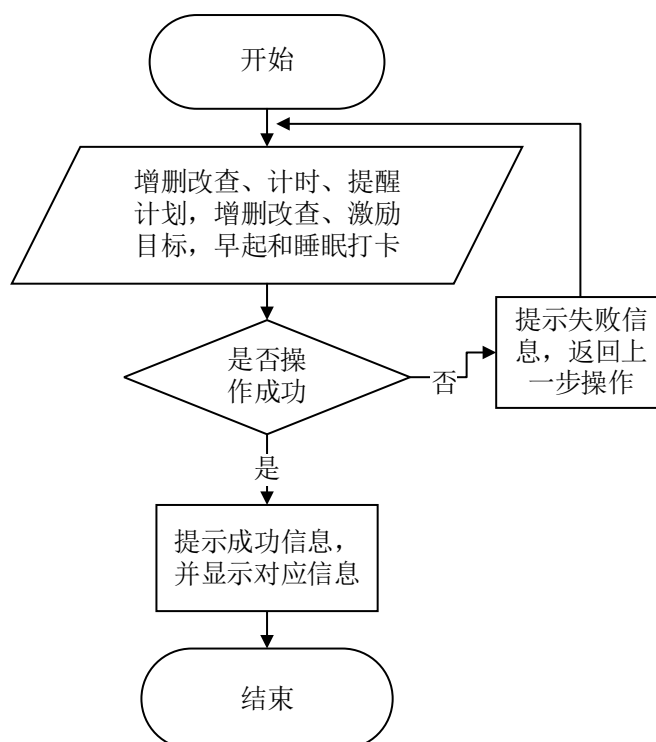 开始
增删改查、计时、提醒
计划，增删改查、激励
目标，早起和睡眠打卡
是否操
作成功
否
提示失败信
息，返回上
一步操作
是
提示成功信息，
并显示对应信息
结束